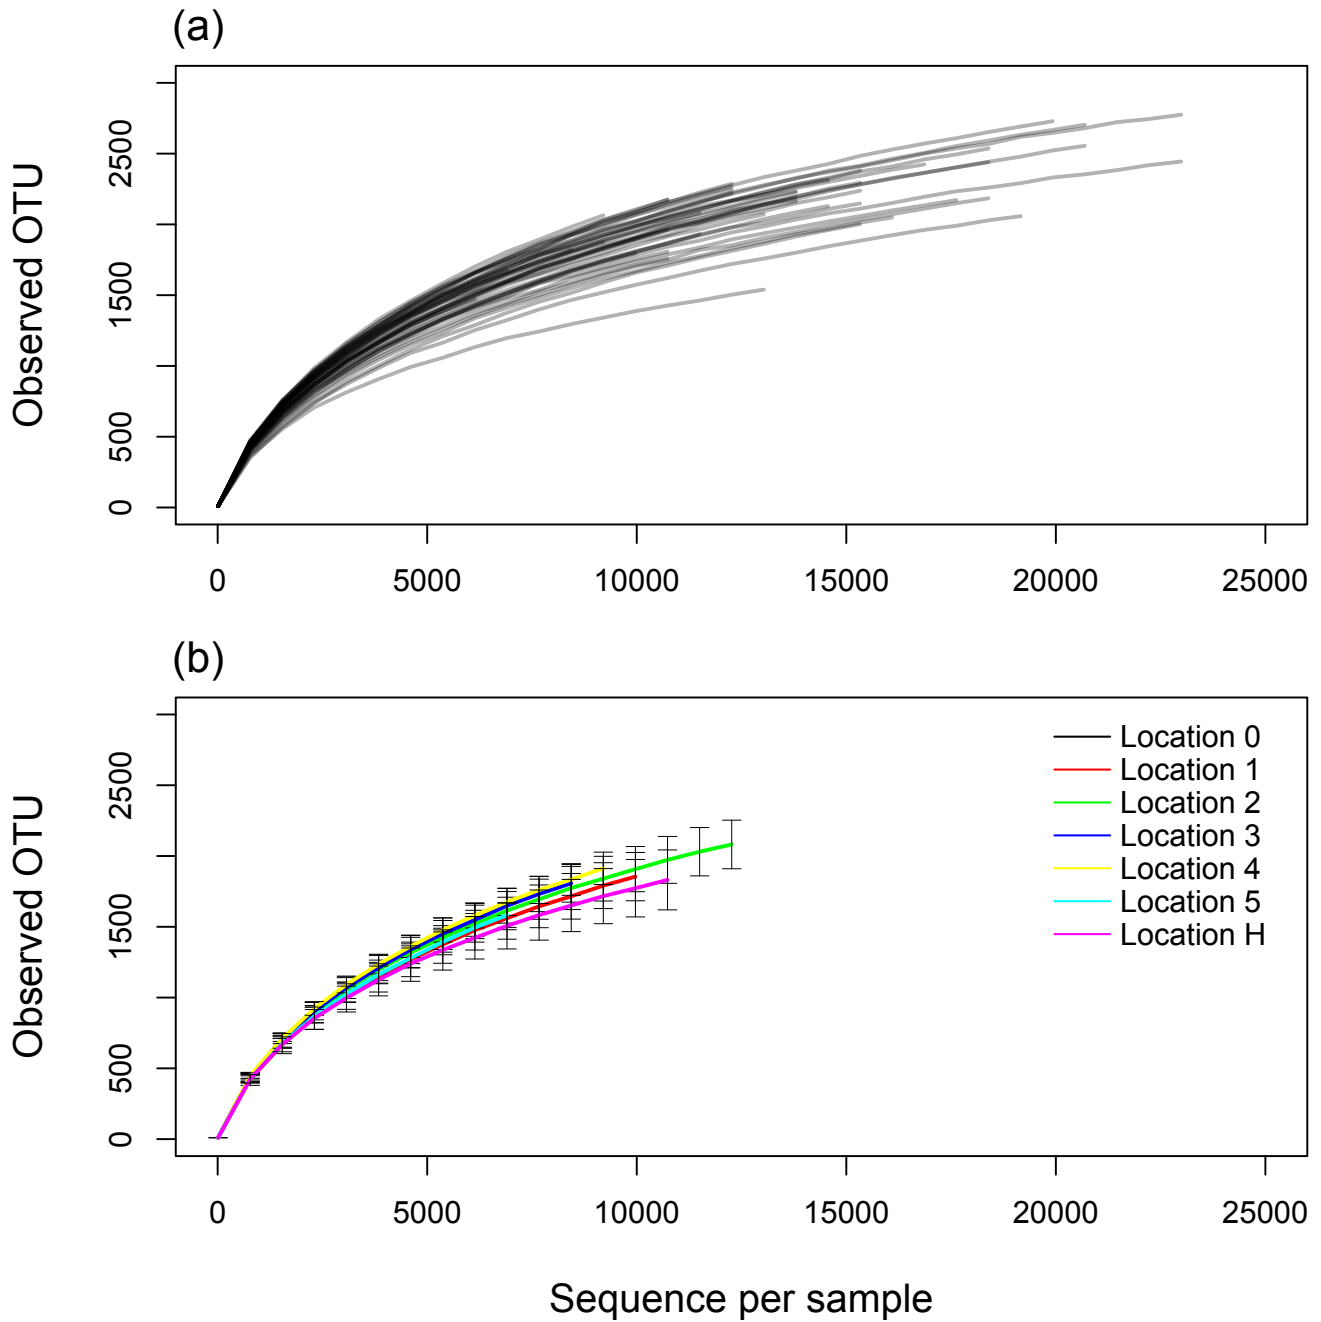 (a)
Observed OTU
2500
1500
500
0
0 5000 10000 15000 20000 25000
(b)
Observed OTU
2500
1500
500
0
Location 0
Location 1
Location 2
Location 3
Location 4
Location 5
Location H
0 5000 10000 15000 20000 25000
Sequence per sample